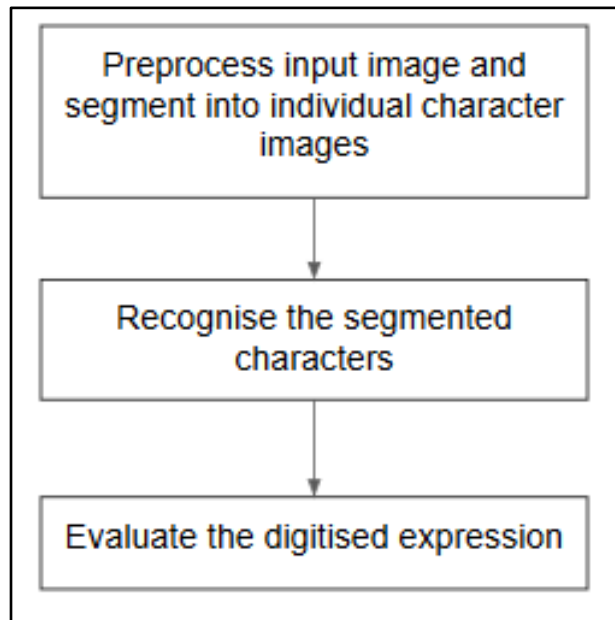 Preprocess input image and
segment into individual character
images
Recognise the segmented
characters
Evaluate the digitised expression